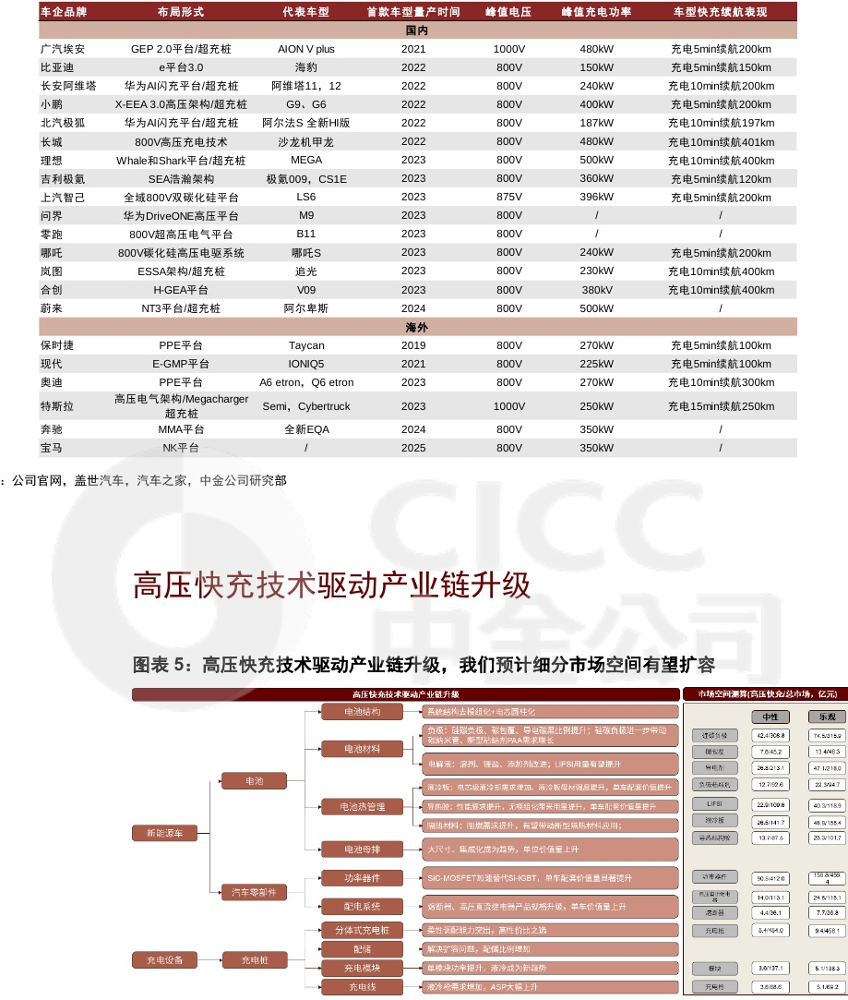 车企品牌 布局形式 代表车型 首款车型量产时间 峰值电压 峰值充电功率 车型快充续航表现
国内
广汽埃安 GEP 2.0平台/超充桩 AION V plus 2021 1000V 480kW 充电5min续航200km
比亚迪 e平台3.0 海豹 2022 800V 150kW 充电5min续航150km
长安阿维塔 华为AI闪充平台/超充桩 阿维塔11，12 2022 800V 240kW 充电10min续航200km
小鹏 X-EEA 3.0高压架构/超充桩 G9、G6 2022 800V 400kW 充电5min续航200km
北汽极狐 华为AI闪充平台/超充桩 阿尔法S 全新HI版 2022 800V 187kW 充电10min续航197km
长城 800V高压充电技术 沙龙机甲龙 2022 800V 480kW 充电10min续航401km
理想 Whale和Shark平台/超充桩 MEGA 2023 800V 500kW 充电10min续航400km
吉利极氪 SEA浩瀚架构 极氪009，CS1E 2023 800V 360kW 充电5min续航120km
上汽智己 全域800V双碳化硅平台 LS6 2023 875V 396kW 充电5min续航200km
问界 华为DriveONE高压平台 M9 2023 800V / /
零跑 800V超高压电气平台 B11 2023 800V / /
哪吒 800V碳化硅高压电驱系统 哪吒S 2023 800V 240kW 充电5min续航200km
岚图 ESSA架构/超充桩 追光 2023 800V 230kW 充电10min续航400km
合创 H-GEA平台 V09 2023 800V 380kV 充电10min续航400km
蔚来 NT3平台/超充桩 阿尔卑斯 2024 800V 500kW /
海外
保时捷 PPE平台 Taycan 2019 800V 270kW 充电5min续航100km
现代 E-GMP平台 IONIQ5 2021 800V 225kW 充电5min续航100km
奥迪 PPE平台 A6 etron，Q6 etron 2023 800V 270kW 充电10min续航300km
特斯拉 高压电气架构/Megacharger超充桩 Semi，Cybertruck 2023 1000V 250kW 充电15min续航250km
奔驰 MMA平台 全新EQA 2024 800V 350kW /
宝马 NK平台 / 2025 800V 350kW /
：公司官网，盖世汽车，汽车之家，中金公司研究部
CICC
中金公司
高压快充技术驱动产业链升级
图表 5：高压快充技术驱动产业链升级，我们预计细分市场空间有望扩容
高压快充技术驱动产业链升级 市场空间测算(高压快充/总市场，亿元)
中性 乐观
电池结构 系统结构去模组化+电芯圆柱化
电池材料 负极：硅碳负极、碳包覆、导电碳黑比例提升；硅碳负极进一步带动碳纳米管、新型粘结剂PAA需求增长
硅碳负极 42.4/308.8 74.5/315.9
碳包覆 7.6/45.2 13.4/46.3
电解液：溶剂、锂盐、添加剂改进；LIFSI用量有望提升
导电剂 26.8/213.1 47.1/218.0
电池
负极粘结剂 12.7/92.6 22.3/94.7
液冷板：电芯级液冷却需求增加、液冷板母材强度提升，单车配套价值提升
电池热管理 导热胶：性能要求提升，无模组化带来用量提升，单车配套价值量提升
LIFSI 22.9/109.6 40.3/118.9
隔热材料：阻燃需求提升，有望带动新型隔热材料应用；
液冷板 26.5/141.7 46.6/155.4
新能源车
导热结构胶 13.7/87.5 25.3/101.7
电池母排 大尺寸、集成化成为趋势，单位价值量上升
功率器件 SIC-MOSFET加速替代SI-IGBT，单车配套价值量显著提升
功率器件 90.5/412.0
汽车零部件
14.0/113.1 24.6/115.1
配电系统 熔断器、高压直流继电器产品规格升级，单车价值量上升
熔断器 4.4/36.1 7.7/36.8
分体式充电桩 柔性调配能力突出，高性价比之选
充电桩 5.4/454.0 9.4/456.1
配储 解决扩容问题，配储比例增加
充电设备 充电桩
充电模块 单模块功率提升，液冷成为新趋势
模块 3.6/137.1 5.1/138.3
充电线 液冷枪需求增加，ASP大幅上升
充电枪 3.6/68.6 5.1/69.2